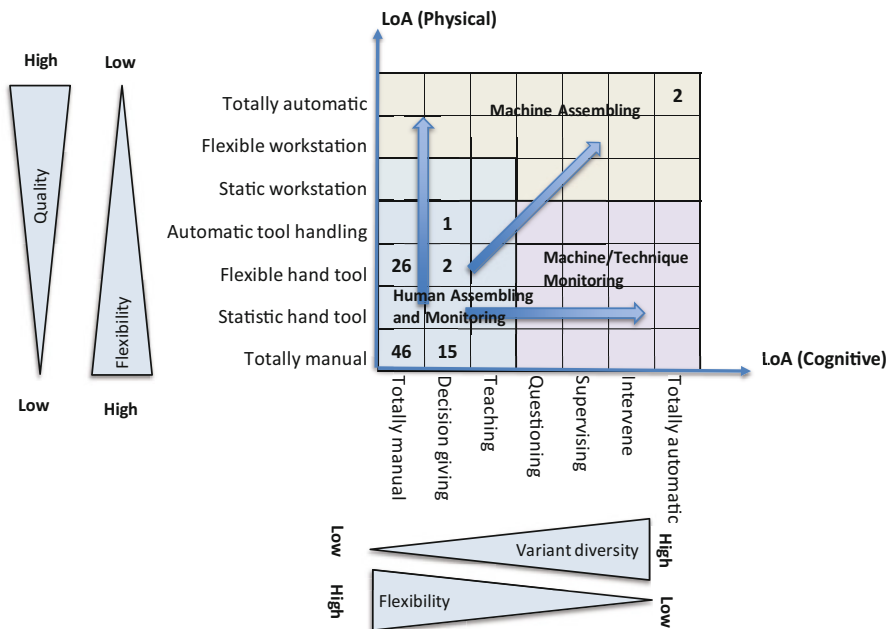 LoA (Physical)
High
Low
Quality
Flexibility
Low
High
Totally automatic
Flexible workstation
Static workstation
Automatic tool handling
Flexible hand tool
Statistic hand tool
Totally manual
Machine Assembling
2
1
26
2
Machine/Technique
Monitoring
Human Assembling
and Monitoring
46
15
LoA (Cognitive)
Totally manual
Decision giving
Teaching
Questioning
Supervising
Intervene
Totally automatic
Low
Variant diversity
High
High
Flexibility
Low